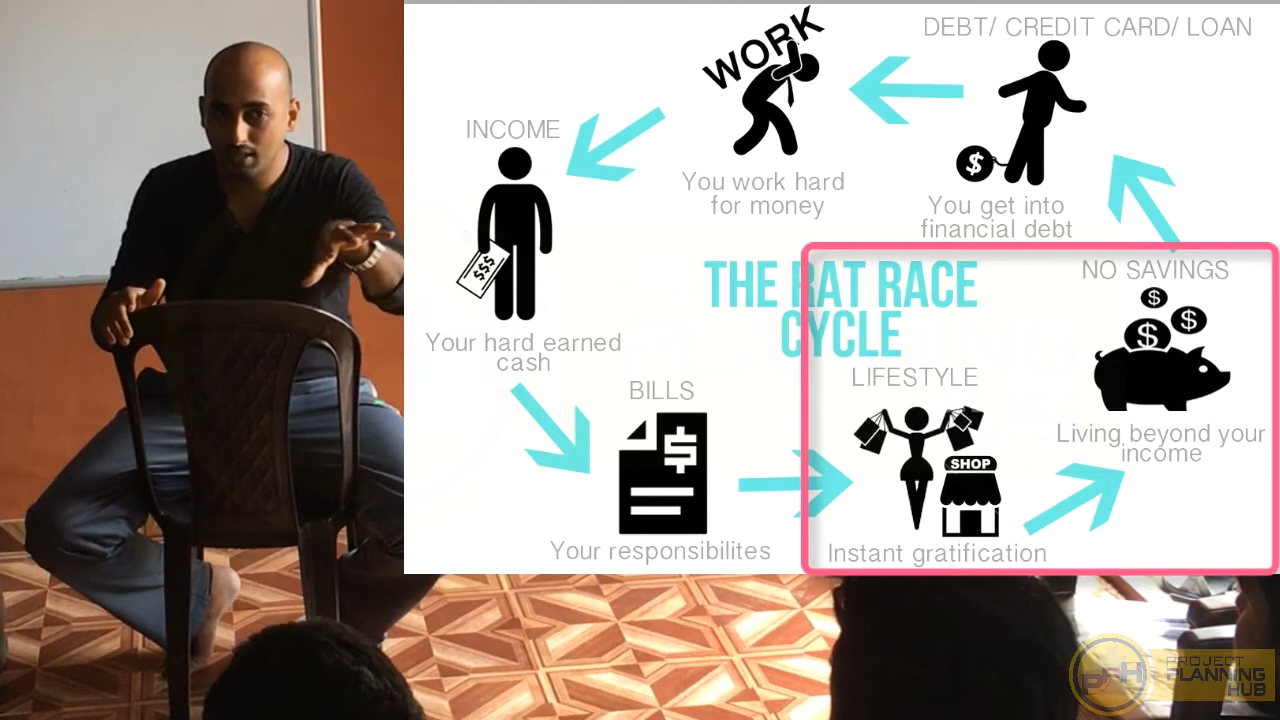 DEBT/ CREDIT CARD/ LOAN
WORK
INCOME
$$$
$
You work hard
for money
You get into
financial debt
THE RAT RACE
CYCLE
NO SAVINGS
$
$
$
Your hard earned
cash
BILLS
$
LIFESTYLE
SHOP
Living beyond your
income
Your responsibilites
Instant gratification
PPH
PROJECT
PLANNING
HUB